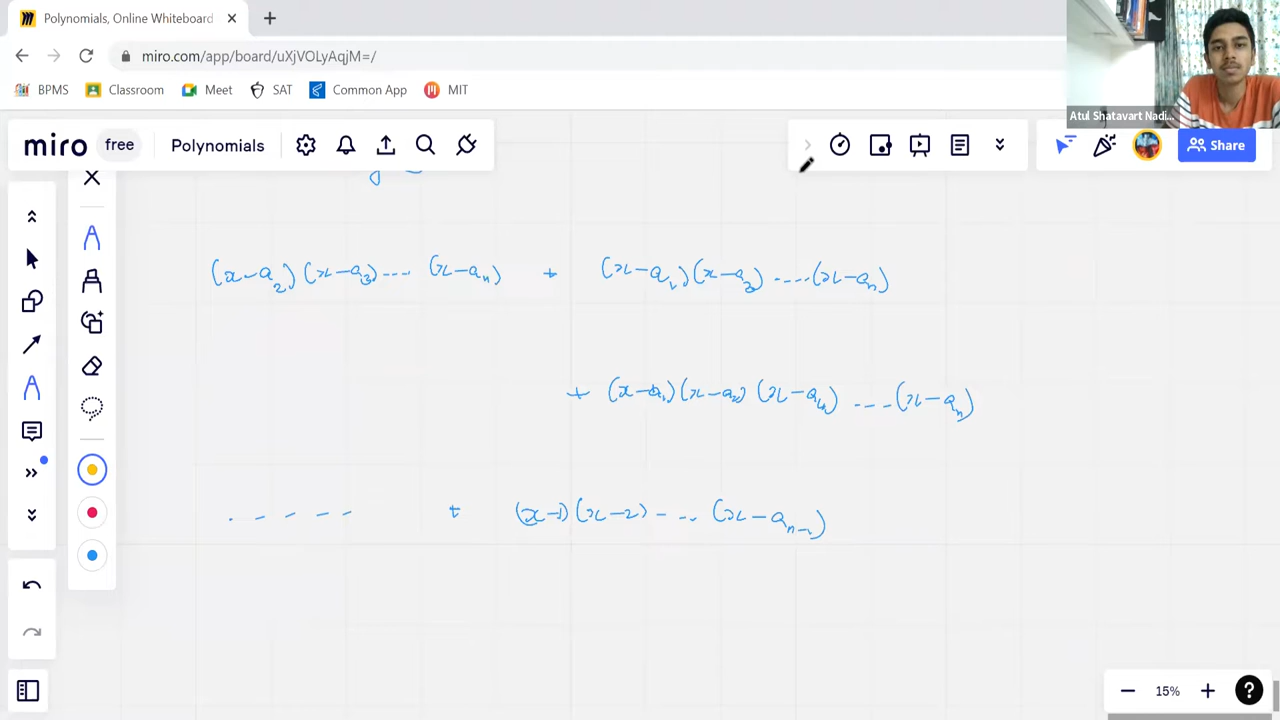 Polynomials, Online Whiteboard
miro.com/app/board/uXjVOLyAqjM=/
BPMS Classroom Meet SAT Common App MIT
Atul Shatavart Nadi...
miro free Polynomials Share
(x-a₂)(x-a₃)....(x-aₙ) + (x-a₁)(x-a₃).....(x-aₙ)
+ (x-a₁)(x-a₂)(x-a₄)....(x-aₙ)
..... + (x-1)(x-2)-...(x-aₙ₋₁)
15%